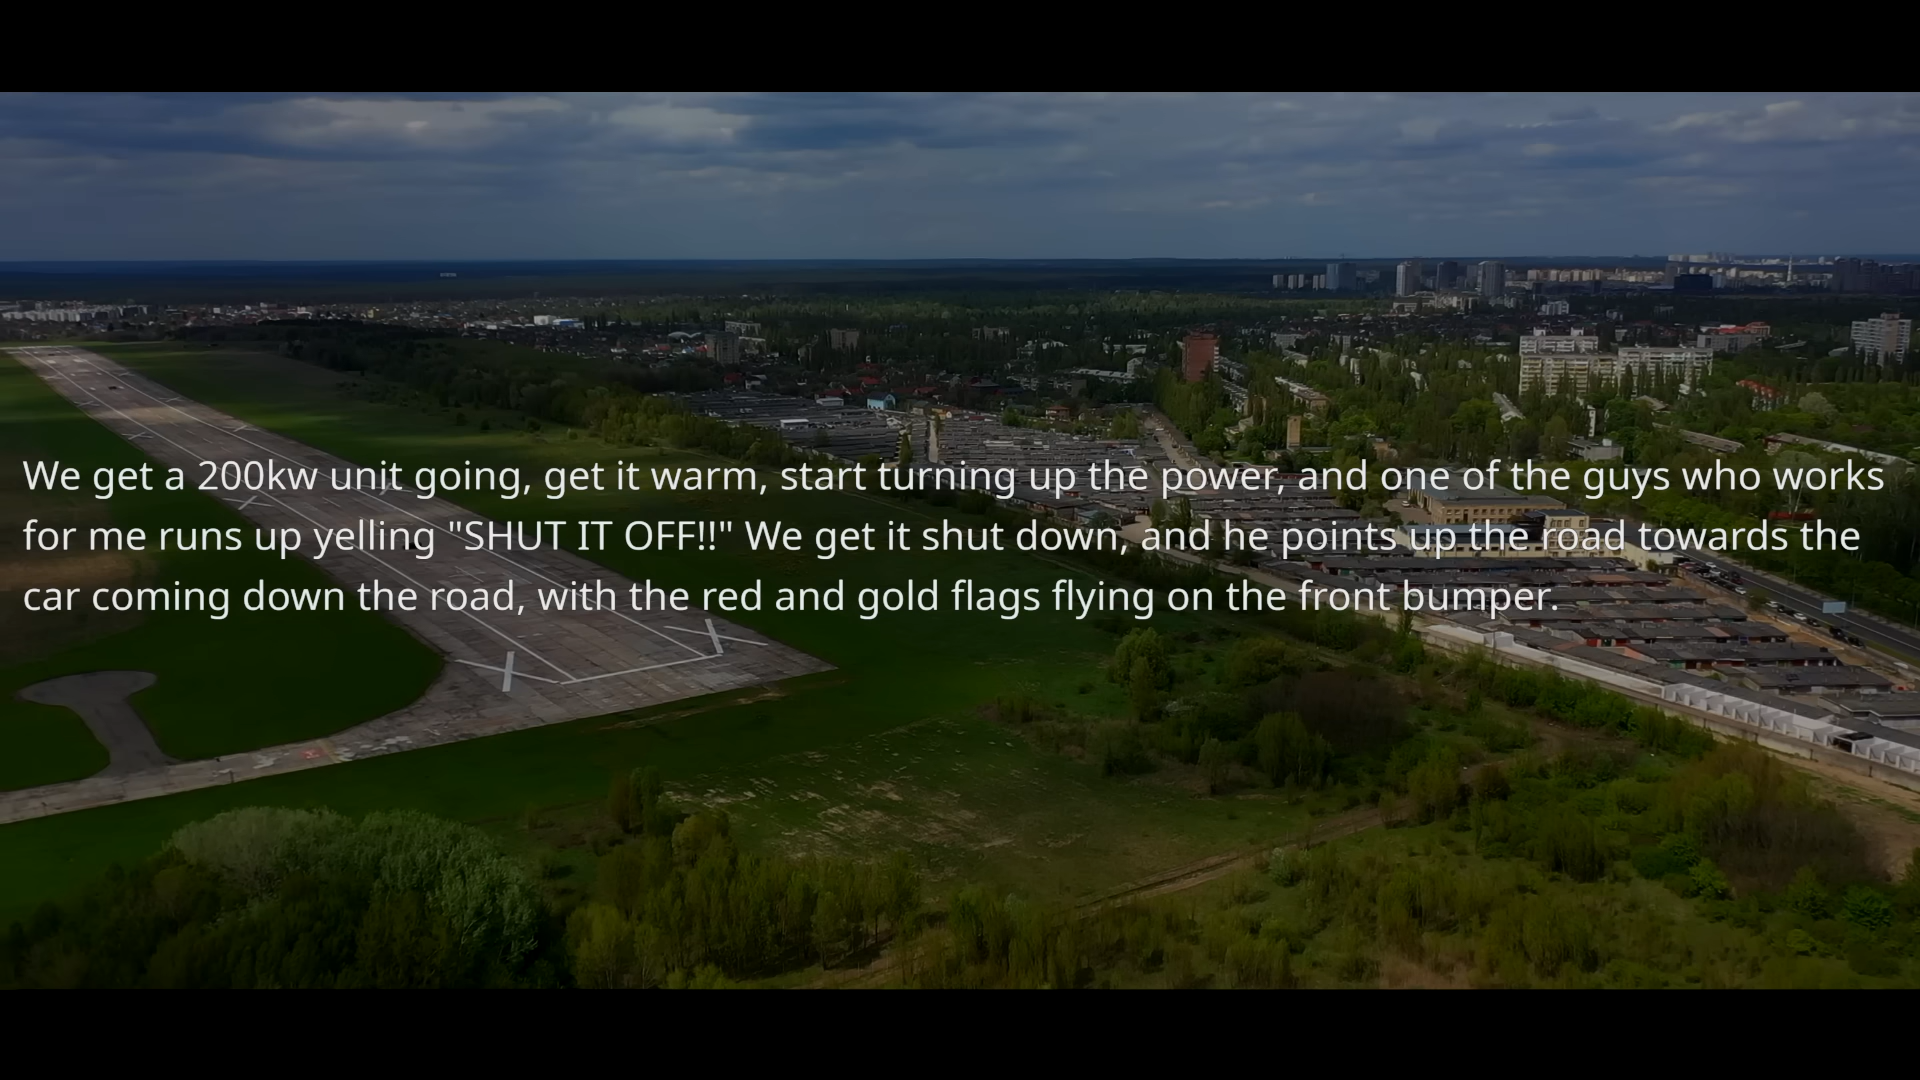 We get a 200kw unit going, get it warm, start turning up the power, and one of the guys who works
for me runs up yelling "SHUT IT OFF!!" We get it shut down, and he points up the road towards the
car coming down the road, with the red and gold flags flying on the front bumper.